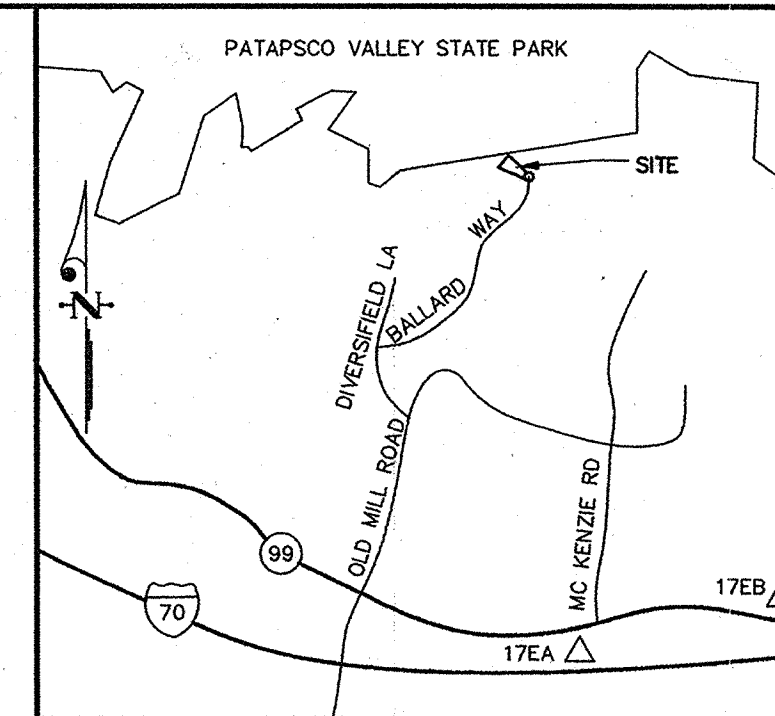 PATAPSCO VALLEY STATE PARK
SITE
WAY
BALLARD
DIVERSIFIELD LA
N
OLD MILL ROAD
MC KENZIE RD
99
70
17EB
17EA